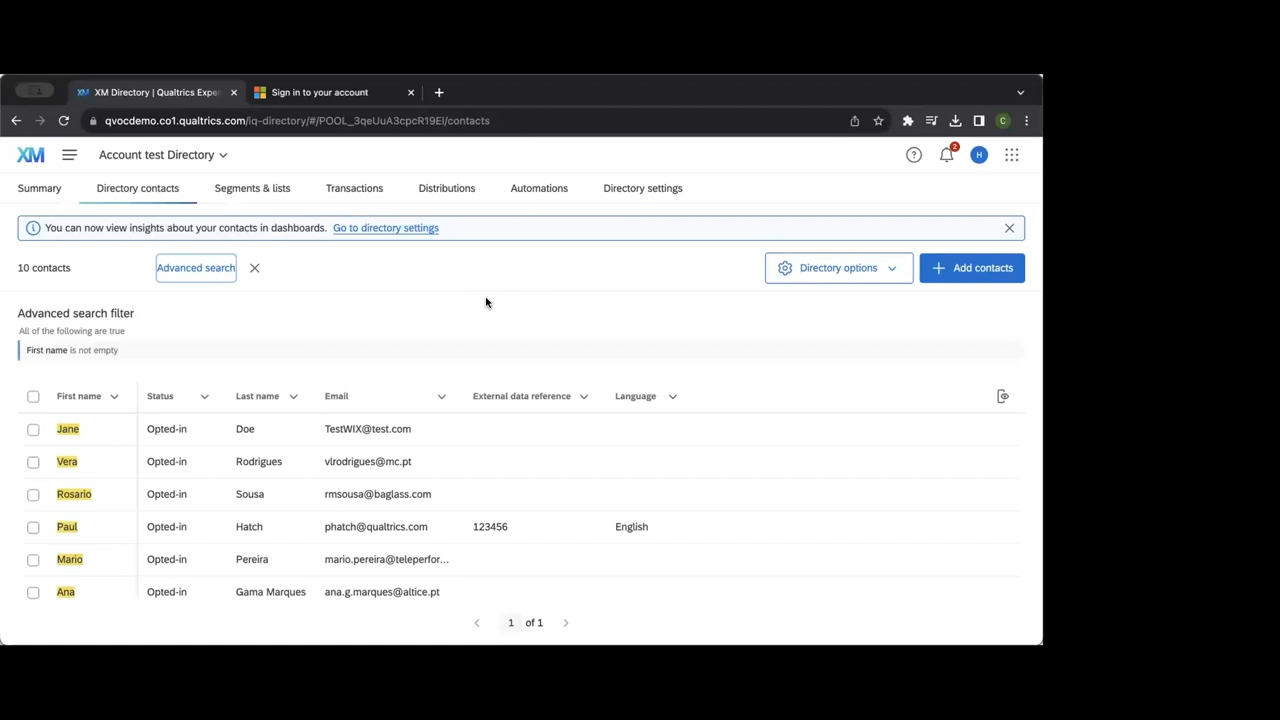 XM XM Directory | Qualtrics Expe
Sign in to your account
qvocdemo.co1.qualtrics.com/iq-directory/#/POOL_3qeUuA3cpcR19EI/contacts
C
XM Account test Directory 2 H
Summary Directory contacts Segments & lists Transactions Distributions Automations Directory settings
You can now view insights about your contacts in dashboards. Go to directory settings
10 contacts Advanced search Directory options Add contacts
Advanced search filter
All of the following are true
First name is not empty
First name Status Last name Email External data reference Language
Jane Opted-in Doe TestWIX@test.com
Vera Opted-in Rodrigues vlrodrigues@mc.pt
Rosario Opted-in Sousa rmsousa@baglass.com
Paul Opted-in Hatch phatch@qualtrics.com 123456 English
Mario Opted-in Pereira mario.pereira@teleperfor...
Ana Opted-in Gama Marques ana.g.marques@altice.pt
1 of 1